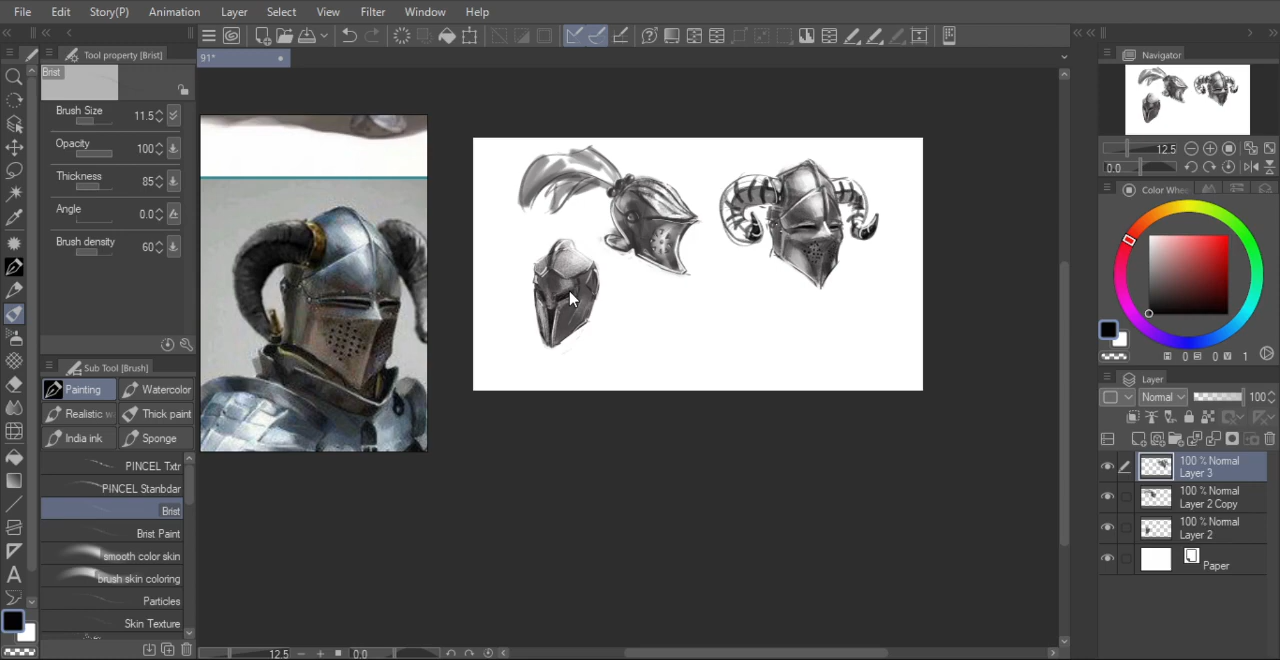 File Edit Story(P) Animation Layer Select View Filter Window Help
Tool property [Brist]
91*
Navigator
Brist
Brush Size 11.5
Opacity 100
Thickness 85
Angle 0.0
Brush density 60
12.5
0.0
Color Whee
0 0 1
Sub Tool [Brush]
Painting Watercolor
Realistic w Thick paint
India ink Sponge
PINCEL Txtr
PINCEL Stanbdar
Brist
Brist Paint
smooth color skin
brush skin coloring
Particles
Skin Texture
Layer
Normal 100
100 % Normal
Layer 3
100 % Normal
Layer 2 Copy
100 % Normal
Layer 2
Paper
12.5 0.0